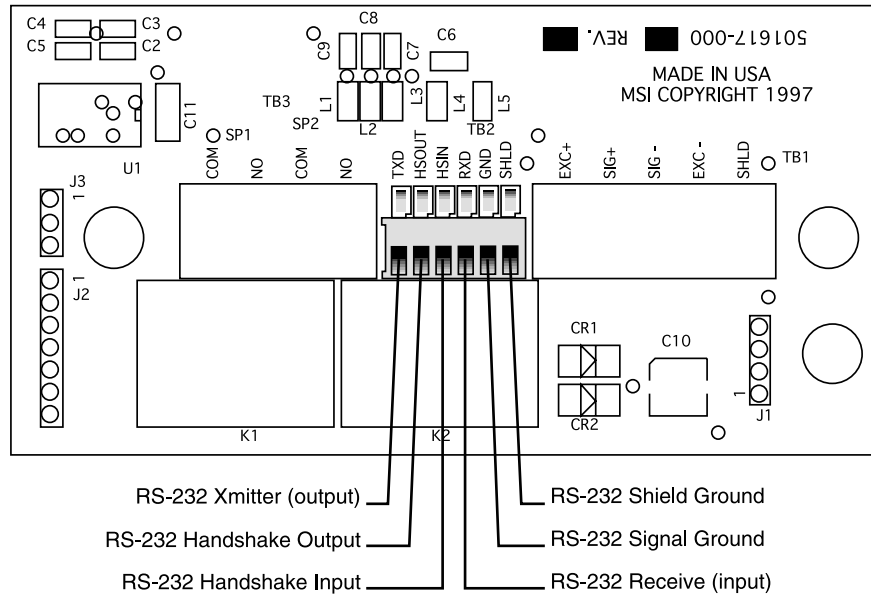 C4
C3
C5
C2
C8
C9
C7
C6
REV.
501617-000
MADE IN USA
MSI COPYRIGHT 1997
C11
TB3
L1
L2
L3
L4
L5
TB2
SP1
SP2
U1
COM
NO
COM
NO
TXD
HSOUT
HSIN
RXD
GND
SHLD
EXC+
SIG+
SIG -
EXC -
SHLD
TB1
J3
1
1
J2
CR1
C10
CR2
1
J1
K1
K2
RS-232 Xmitter (output)
RS-232 Shield Ground
RS-232 Handshake Output
RS-232 Signal Ground
RS-232 Handshake Input
RS-232 Receive (input)